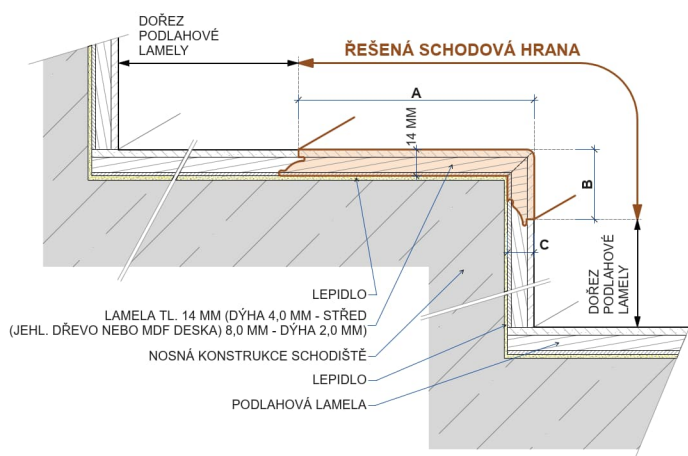 DOŘEZ
PODLAHOVÉ
LAMELY
ŘEŠENÁ SCHODOVÁ HRANA
A
14 MM
B
C
DOŘEZ
PODLAHOVÉ
LAMELY
LEPIDLO
LAMELA TL. 14 MM (DÝHA 4,0 MM - STŘED
(JEHL. DŘEVO NEBO MDF DESKA) 8,0 MM - DÝHA 2,0 MM)
NOSNÁ KONSTRUKCE SCHODIŠTĚ
LEPIDLO
PODLAHOVÁ LAMELA